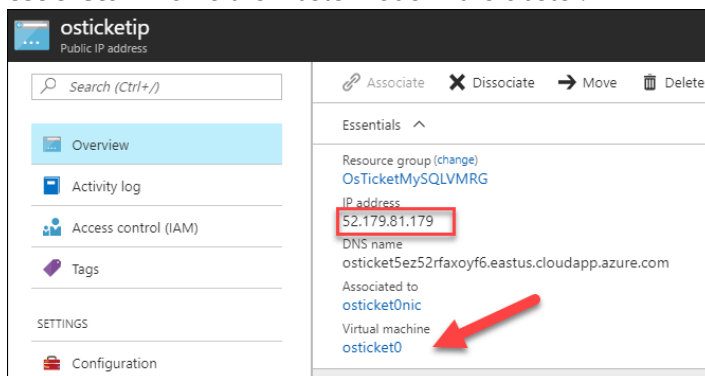 osticketip
Public IP address
Search (Ctrl+/)
Associate Dissociate Move Delete
Essentials
Overview
Activity log
Access control (IAM)
Tags
SETTINGS
Configuration
Resource group (change)
OsTicketMySQLVMRG
IP address
52.179.81.179
DNS name
osticket5ez52rfaxoyf6.eastus.cloudapp.azure.com
Associated to
osticket0nic
Virtual machine
osticket0